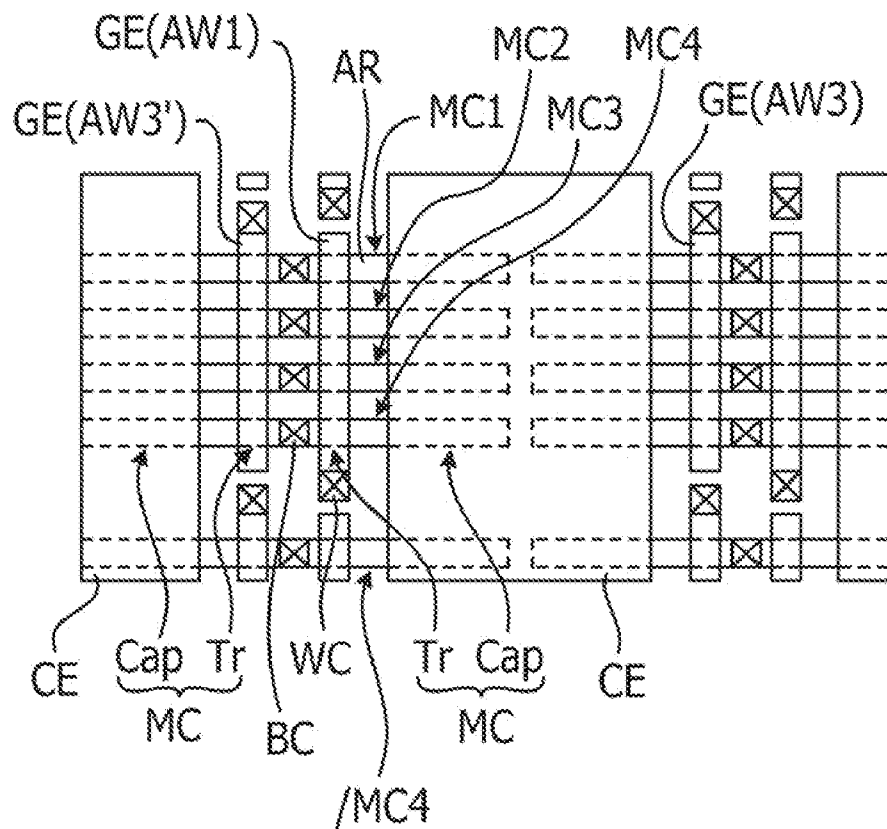 GE(AW1)
MC2
MC4
AR
GE(AW3')
MC1
MC3
GE(AW3)
CE
Cap
Tr
WC
Tr
Cap
CE
MC
BC
MC
/MC4